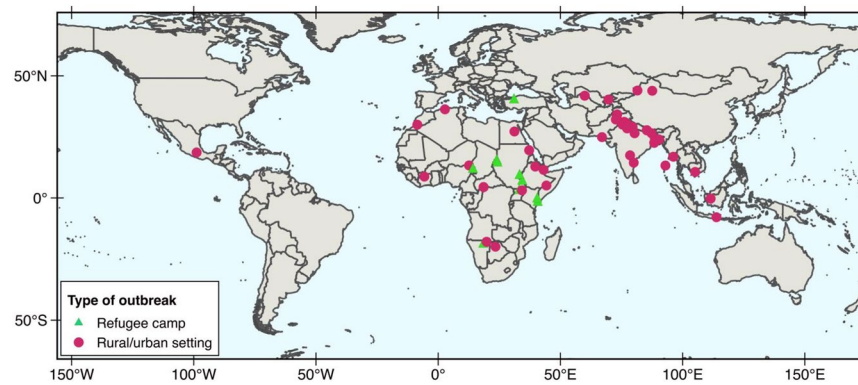 50°N
0°
50°S
Type of outbreak
Refugee camp
Rural/urban setting
150°W
100°W
50°W
0°
50°E
100°E
150°E